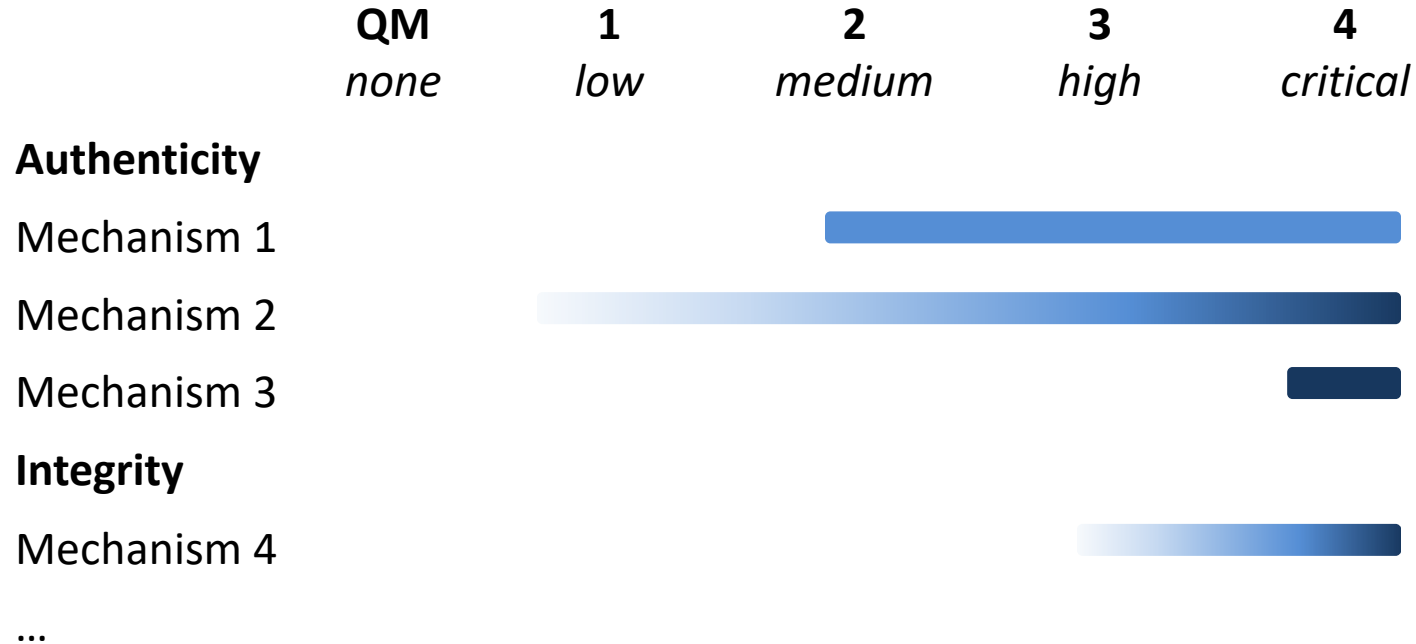 QM 1 2 3 4
none low medium high critical
Authenticity
Mechanism 1
Mechanism 2
Mechanism 3
Integrity
Mechanism 4
...